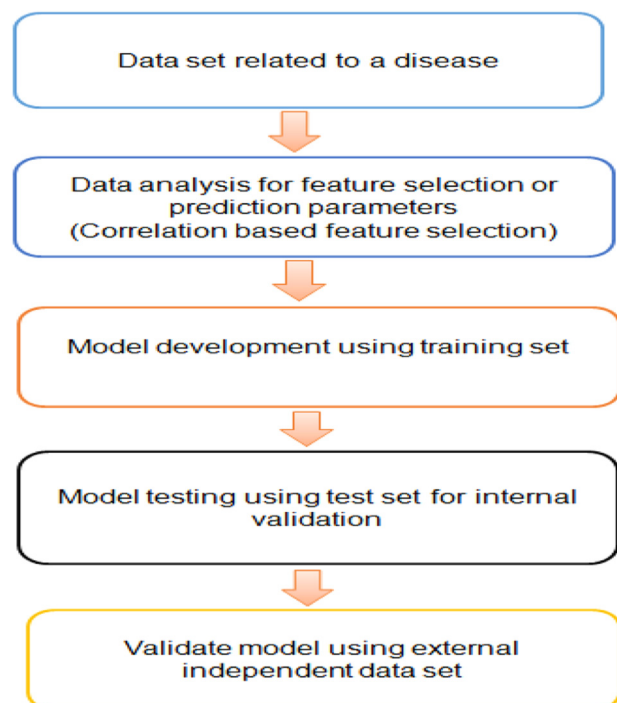 Data set related to a disease
Data analysis for feature selection or
prediction parameters
(Correlation based feature selection)
Model development using training set
Model testing using test set for internal
validation
Validate model using external
independent data set